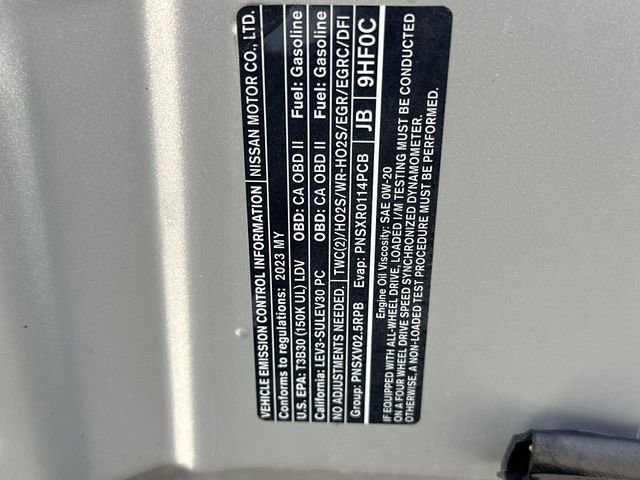 VEHICLE EMISSION CONTROL INFORMATION NISSAN MOTOR CO., LTD.
Conforms to regulations: 2023 MY
U.S. EPA: T3B30 (150K UL) LDV OBD: CA OBD II Fuel: Gasoline
California: LEV3-SULEV30 PC OBD: CA OBD II Fuel: Gasoline
NO ADJUSTMENTS NEEDED. TWC(2)/HO2S/WR-HO2S/EGR/EGRC/DFI
Group: PNSXV02.5RPB Evap: PNSXR0114PCB JB 9HF0C
Engine Oil Viscosity: SAE 0W-20
IF EQUIPPED WITH ALL-WHEEL DRIVE, LOADED I/M TESTING MUST BE CONDUCTED
ON A FOUR WHEEL DRIVE SPEED SYNCHRONIZED DYNAMOMETER.
OTHERWISE, A NON-LOADED TEST PROCEDURE MUST BE PERFORMED.